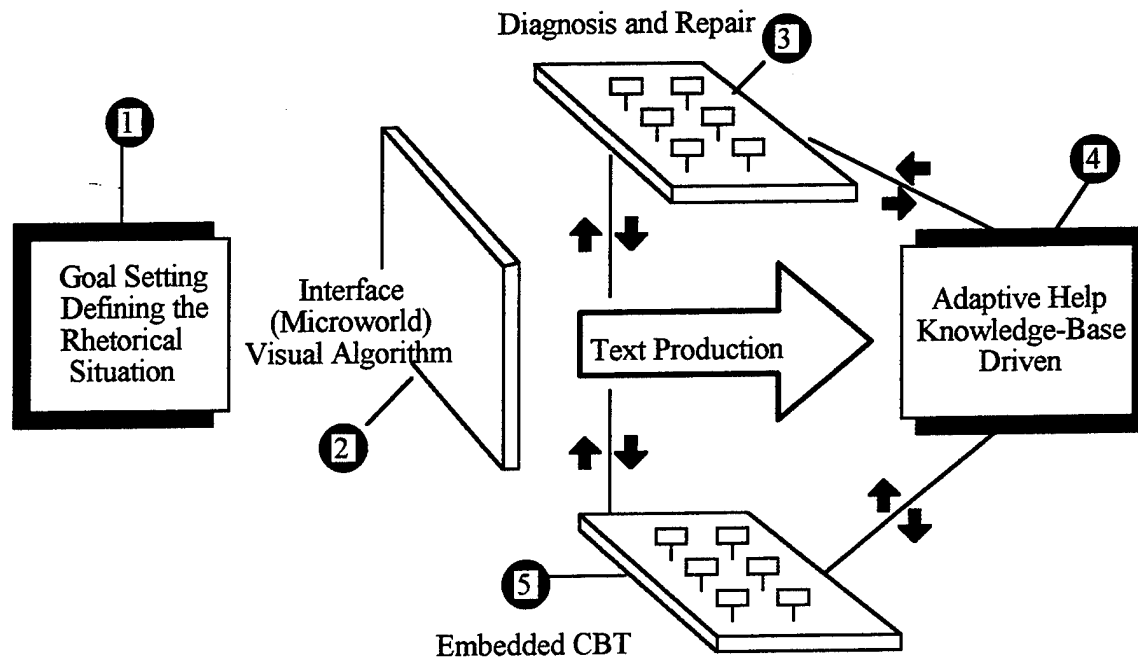 Diagnosis and Repair
3
1
4
Goal Setting
Defining the
Rhetorical
Situation
Interface
(Microworld)
Visual Algorithm
Text Production
Adaptive Help
Knowledge-Base
Driven
2
5
Embedded CBT